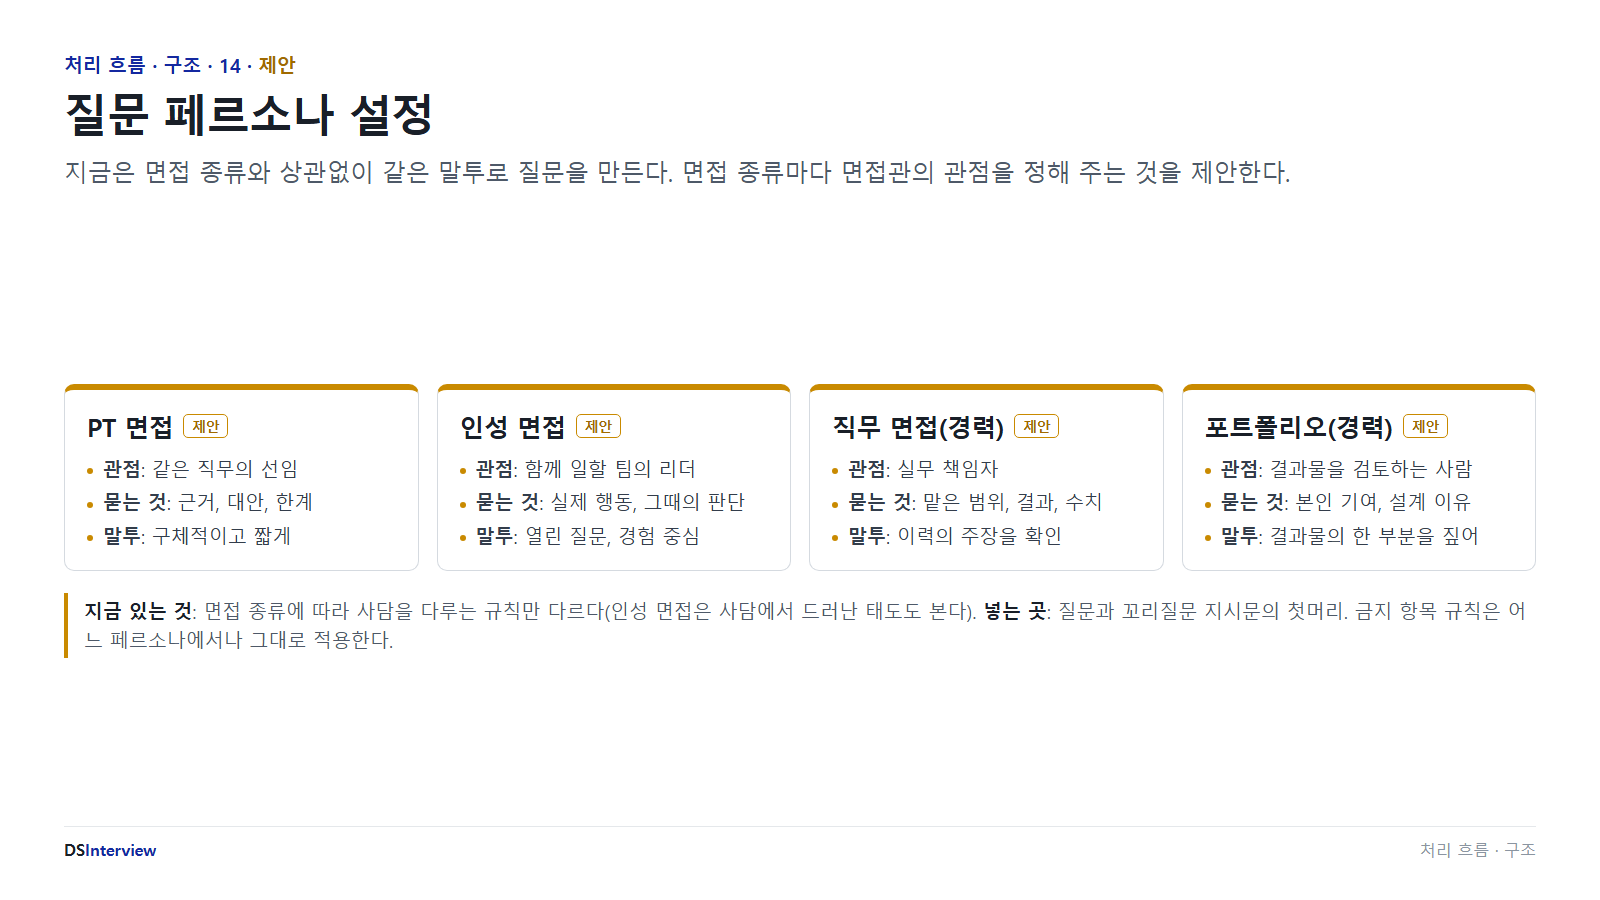 처리 흐름 · 구조 · 14 · 제안
질문 페르소나 설정
지금은 면접 종류와 상관없이 같은 말투로 질문을 만든다. 면접 종류마다 면접관의 관점을 정해 주는 것을 제안한다.
PT 면접 제안
관점: 같은 직무의 선임
묻는 것: 근거, 대안, 한계
말투: 구체적이고 짧게
인성 면접 제안
관점: 함께 일할 팀의 리더
묻는 것: 실제 행동, 그때의 판단
말투: 열린 질문, 경험 중심
직무 면접(경력) 제안
관점: 실무 책임자
묻는 것: 맡은 범위, 결과, 수치
말투: 이력의 주장을 확인
포트폴리오(경력) 제안
관점: 결과물을 검토하는 사람
묻는 것: 본인 기여, 설계 이유
말투: 결과물의 한 부분을 짚어
지금 있는 것: 면접 종류에 따라 사담을 다루는 규칙만 다르다(인성 면접은 사담에서 드러난 태도도 본다). 넣는 곳: 질문과 꼬리질문 지시문의 첫머리. 금지 항목 규칙은 어
느 페르소나에서나 그대로 적용한다.
DSInterview
처리 흐름 · 구조